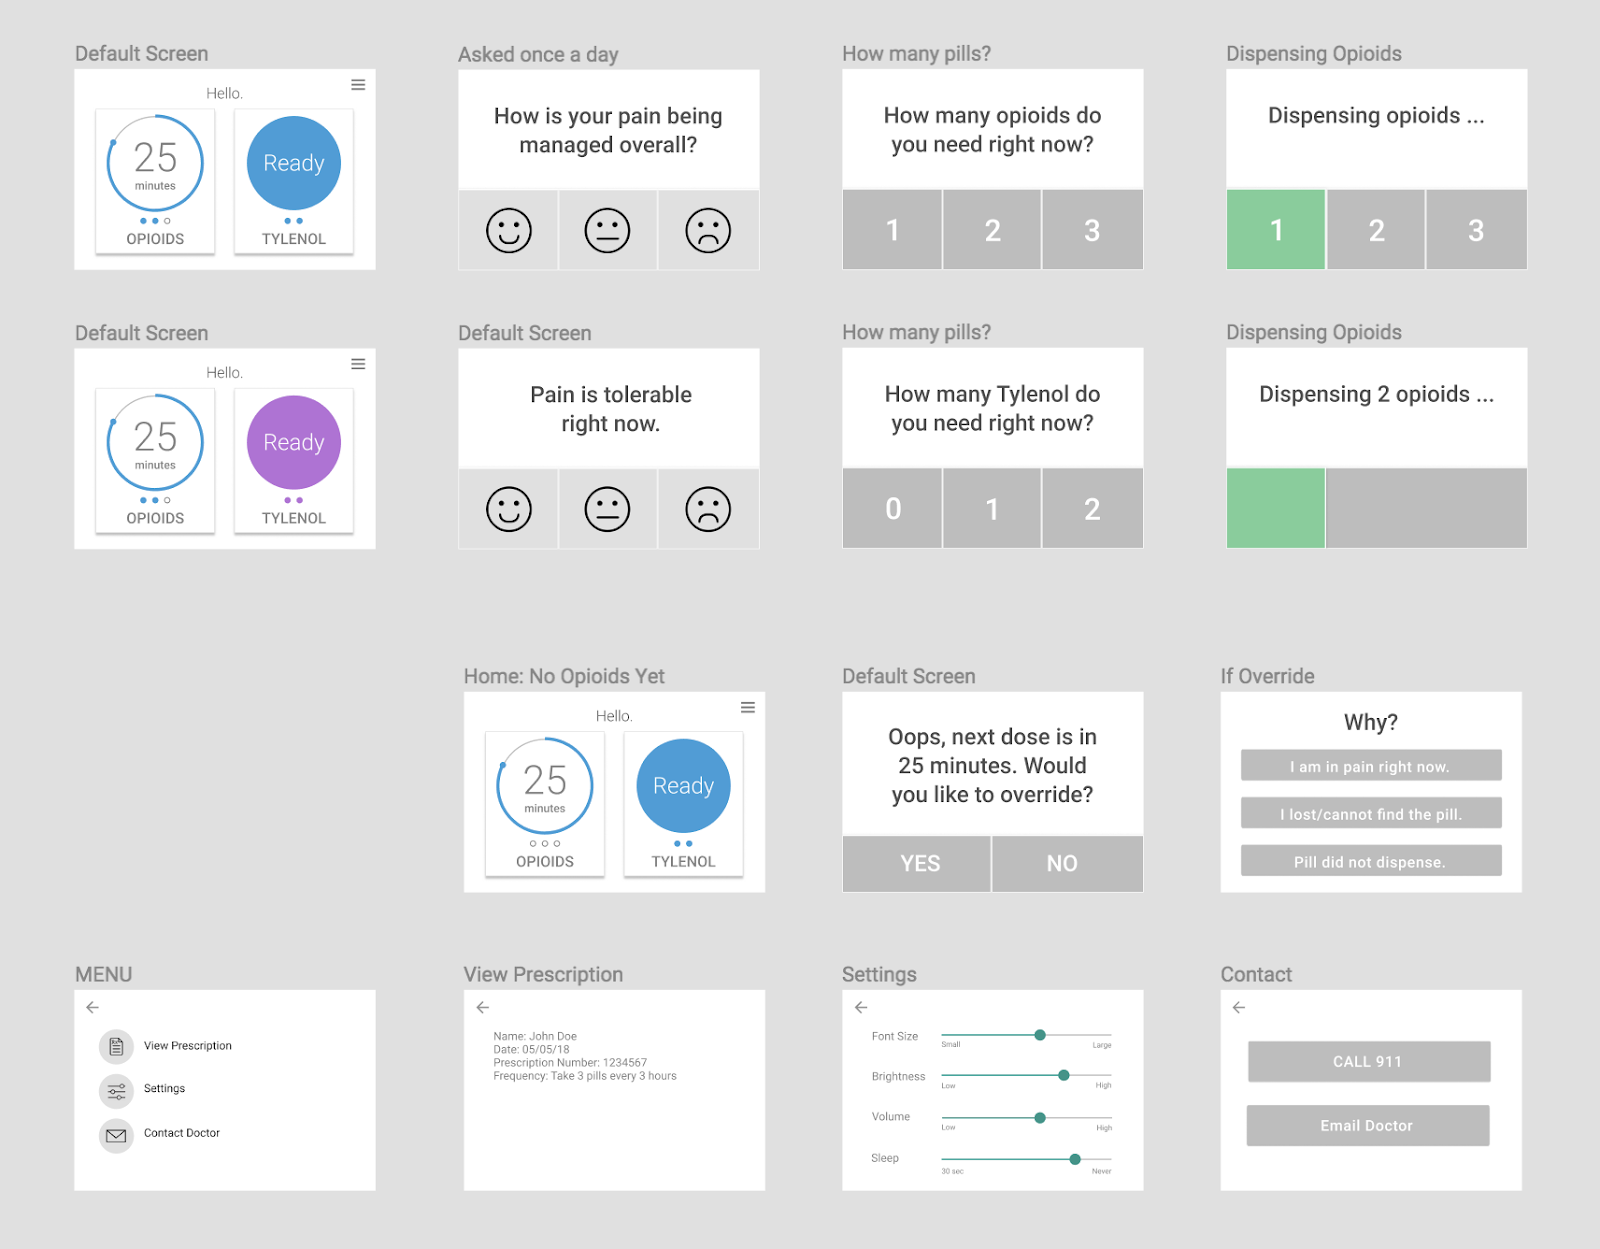 Default Screen
Hello.
25
minutes
OPIOIDS
Ready
TYLENOL
Asked once a day
How is your pain being
managed overall?
How many pills?
How many opioids do
you need right now?
1 2 3
Dispensing Opioids
Dispensing opioids ...
1 2 3
Default Screen
Hello.
25
minutes
OPIOIDS
Ready
TYLENOL
Default Screen
Pain is tolerable
right now.
How many pills?
How many Tylenol do
you need right now?
0 1 2
Dispensing Opioids
Dispensing 2 opioids ...
Home: No Opioids Yet
Hello.
25
minutes
OPIOIDS
Ready
TYLENOL
Default Screen
Oops, next dose is in
25 minutes. Would
you like to override?
YES NO
If Override
Why?
I am in pain right now.
I lost/cannot find the pill.
Pill did not dispense.
MENU
View Prescription
Settings
Contact Doctor
View Prescription
Name: John Doe
Date: 05/05/18
Prescription Number: 1234567
Frequency: Take 3 pills every 3 hours
Settings
Font Size
Small Large
Brightness
Low High
Volume
Low High
Sleep
30 sec Never
Contact
CALL 911
Email Doctor